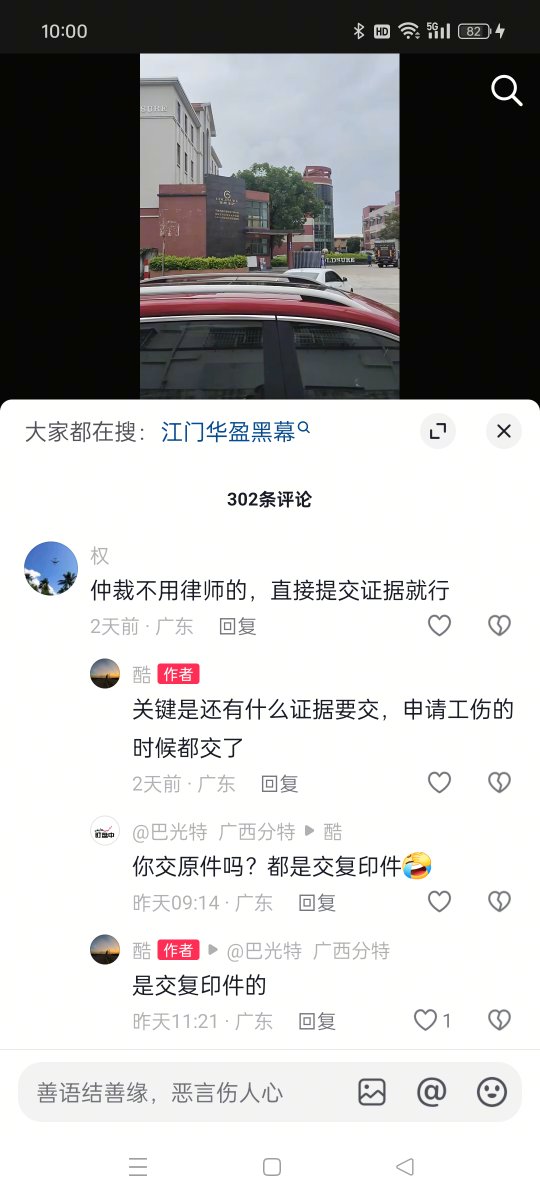 10:00
HD
5G
82
SURE
OLDSURE
大家都在搜：江门华盈黑幕
302条评论
权
仲裁不用律师的，直接提交证据就行
2天前 · 广东 回复
酷 作者
关键是还有什么证据要交，申请工伤的
时候都交了
2天前 · 广东 回复
盯盘中
@巴光特 广西分特 ▶ 酷
你交原件吗？都是交复印件🤣
昨天09:14 · 广东 回复
酷 作者 ▶ @巴光特 广西分特
是交复印件的
昨天11:21 · 广东 回复
1
善语结善缘，恶言伤人心